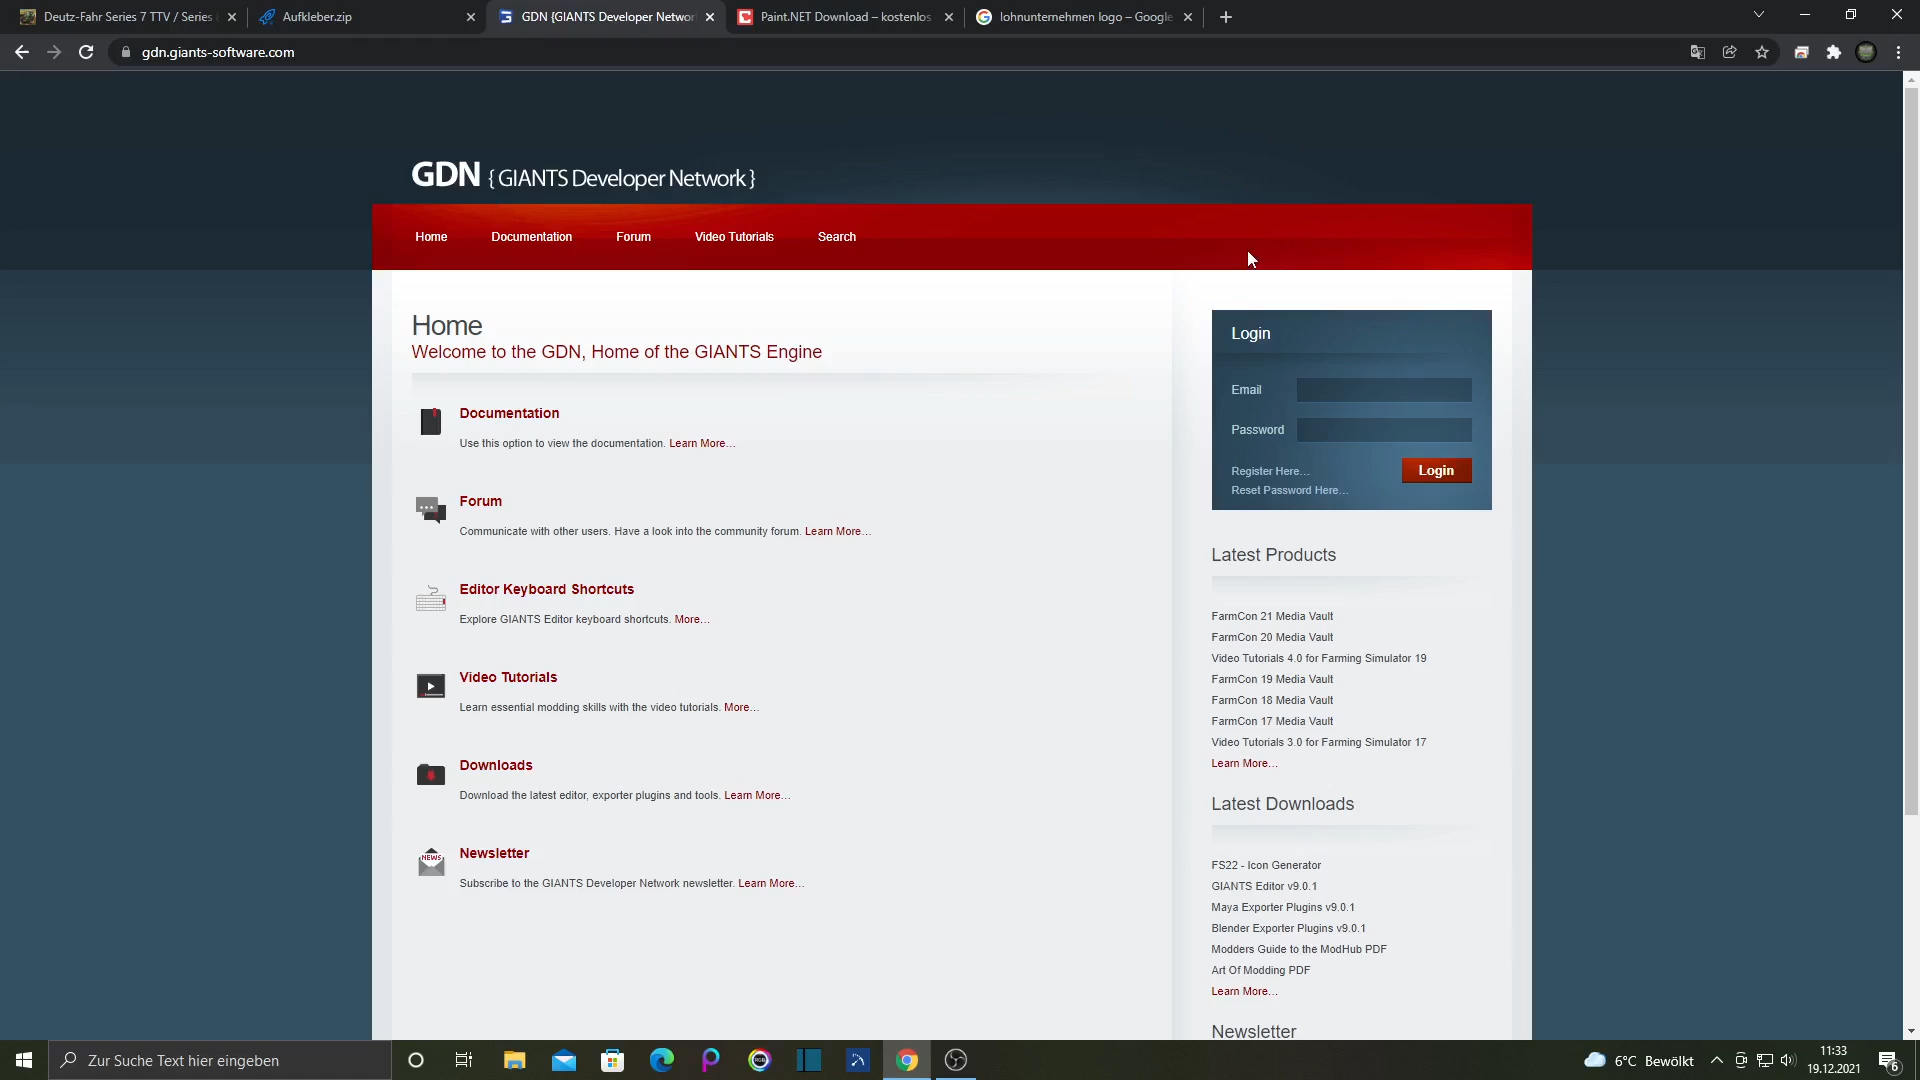 Deutz-Fahr Series 7 TTV / Series
Aufkleber.zip
GDN {GIANTS Developer Networ
Paint.NET Download – kostenlos
lohnunternehmen logo – Google
gdn.giants-software.com
GDN { GIANTS Developer Network }
Home
Documentation
Forum
Video Tutorials
Search
Home
Welcome to the GDN, Home of the GIANTS Engine
Documentation
Use this option to view the documentation. Learn More...
Forum
Communicate with other users. Have a look into the community forum. Learn More...
Editor Keyboard Shortcuts
Explore GIANTS Editor keyboard shortcuts. More...
Video Tutorials
Learn essential modding skills with the video tutorials. More...
Downloads
Download the latest editor, exporter plugins and tools. Learn More...
NEWS
Newsletter
Subscribe to the GIANTS Developer Network newsletter. Learn More...
Login
Email
Password
Register Here...
Login
Reset Password Here...
Latest Products
FarmCon 21 Media Vault
FarmCon 20 Media Vault
Video Tutorials 4.0 for Farming Simulator 19
FarmCon 19 Media Vault
FarmCon 18 Media Vault
FarmCon 17 Media Vault
Video Tutorials 3.0 for Farming Simulator 17
Learn More...
Latest Downloads
FS22 - Icon Generator
GIANTS Editor v9.0.1
Maya Exporter Plugins v9.0.1
Blender Exporter Plugins v9.0.1
Modders Guide to the ModHub PDF
Art Of Modding PDF
Learn More...
Newsletter
Zur Suche Text hier eingeben
6°C Bewölkt
11:33
19.12.2021
6